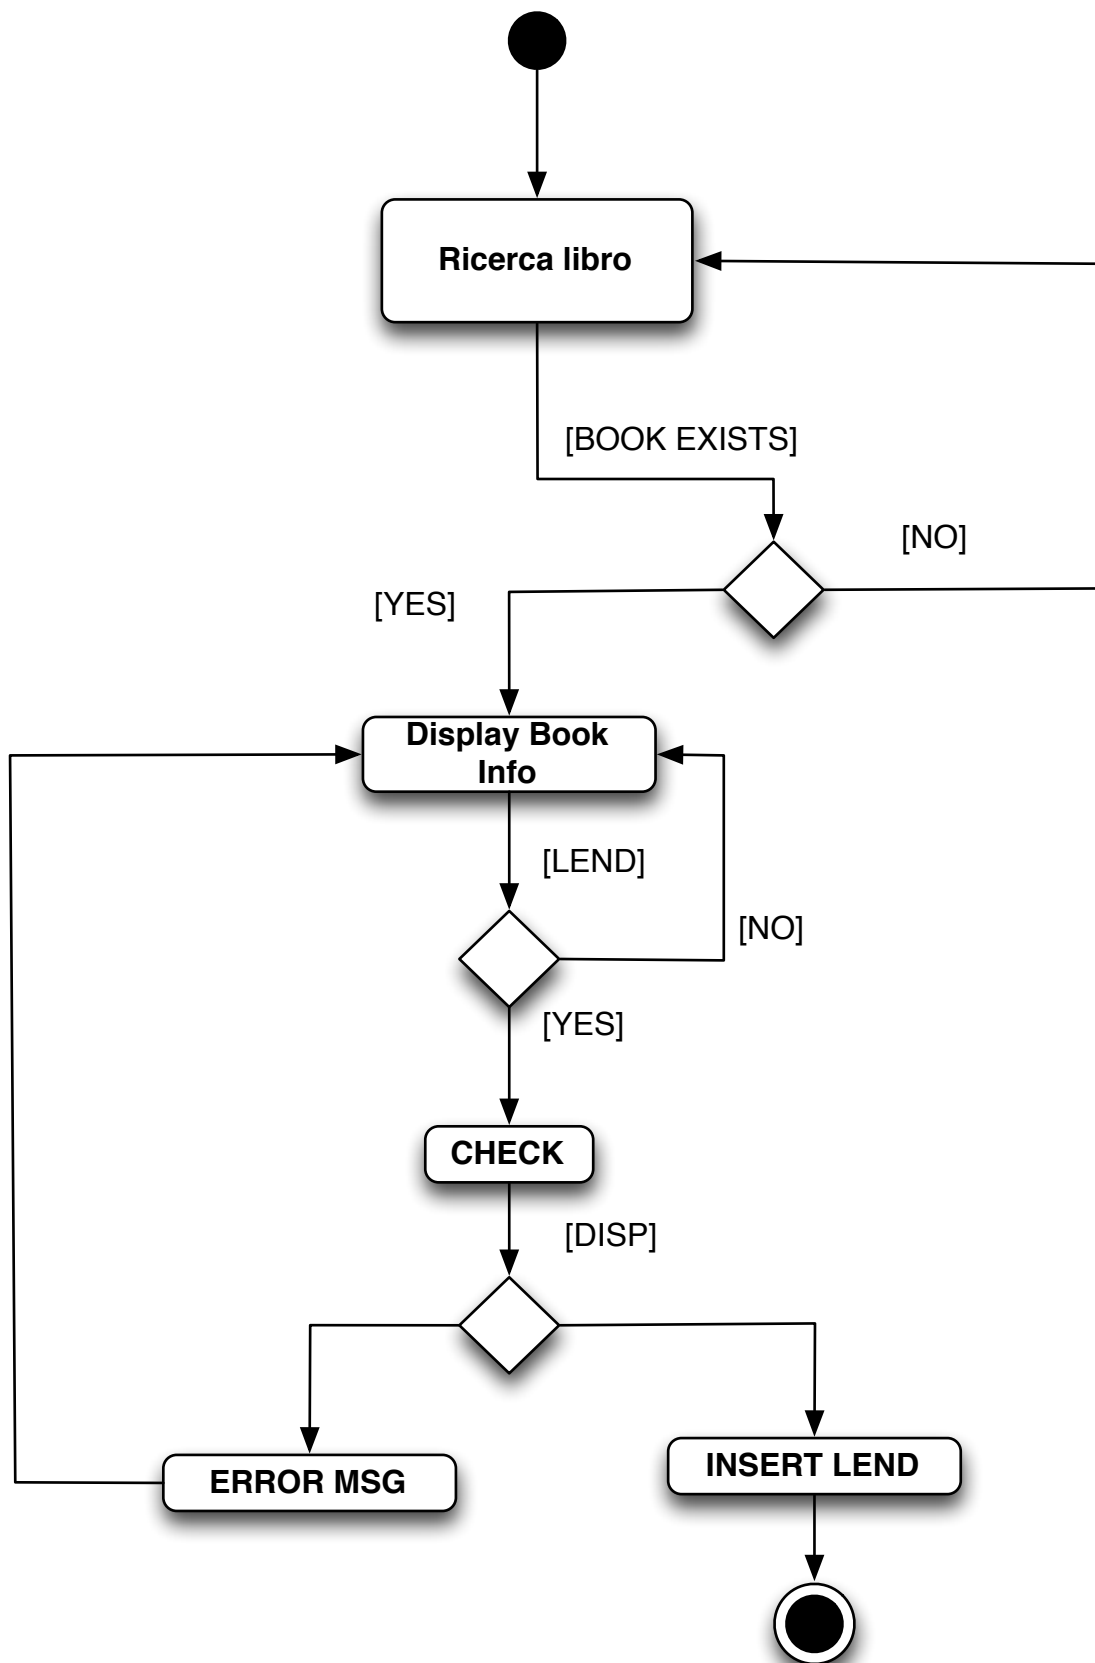 Ricerca libro
[BOOK EXISTS]
[NO]
[YES]
Display Book
Info
[LEND]
[NO]
[YES]
CHECK
[DISP]
ERROR MSG
INSERT LEND